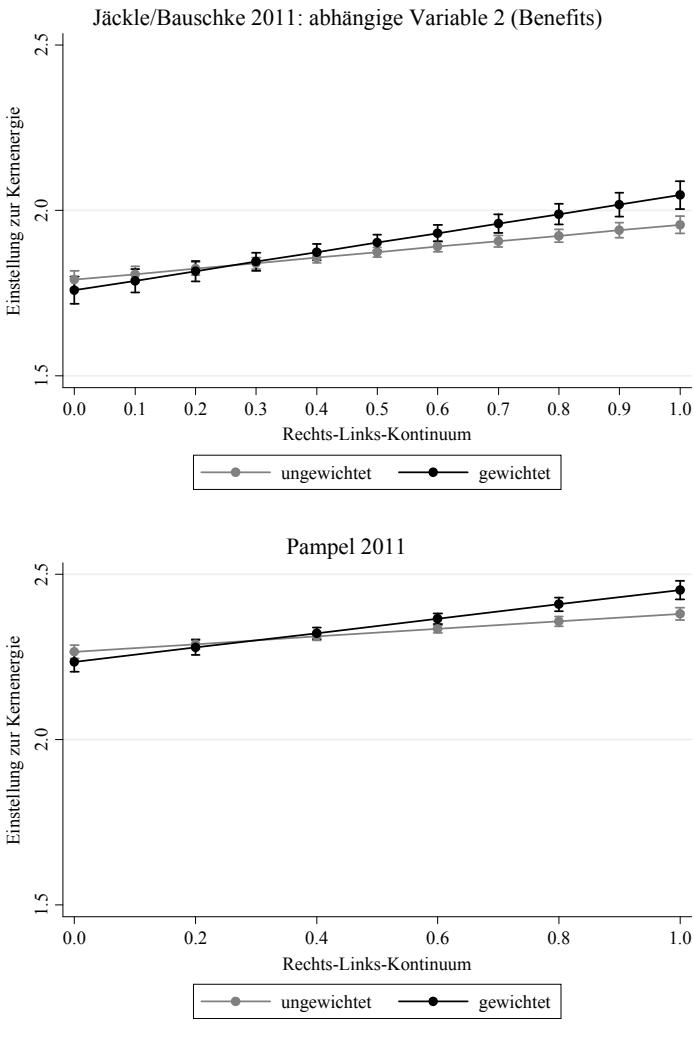 Jäckle/Bauschke 2011: abhängige Variable 2 (Benefits)
Einstellung zur Kernenergie
2.5
2.0
1.5
0.0 0.1 0.2 0.3 0.4 0.5 0.6 0.7 0.8 0.9 1.0
Rechts-Links-Kontinuum
ungewichtet gewichtet
Pampel 2011
Einstellung zur Kernenergie
2.5
2.0
1.5
0.0 0.2 0.4 0.6 0.8 1.0
Rechts-Links-Kontinuum
ungewichtet gewichtet